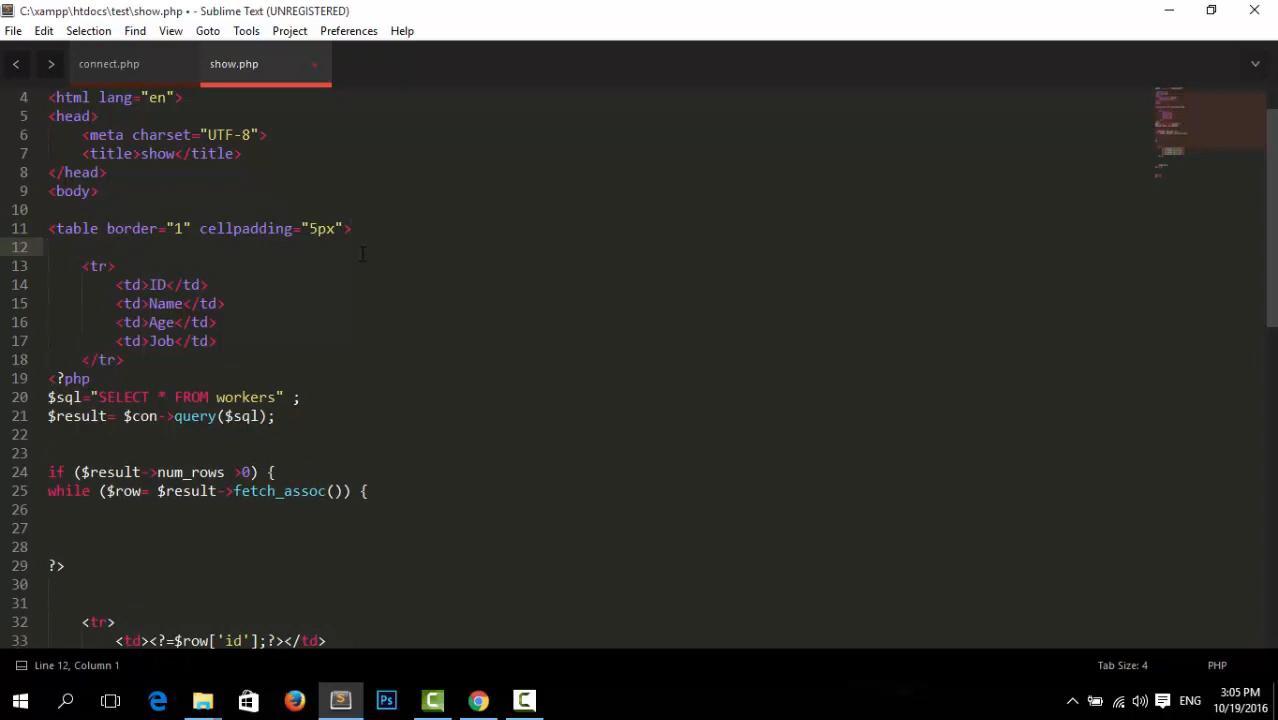 C:\xampp\htdocs\test\show.php • - Sublime Text (UNREGISTERED)
File Edit Selection Find View Goto Tools Project Preferences Help
connect.php show.php
4 <html lang="en">
5 <head>
6 <meta charset="UTF-8">
7 <title>show</title>
8 </head>
9 <body>
10
11 <table border="1" cellpadding="5px">
12
13 <tr>
14 <td>ID</td>
15 <td>Name</td>
16 <td>Age</td>
17 <td>Job</td>
18 </tr>
19 <?php
20 $sql="SELECT * FROM workers" ;
21 $result= $con->query($sql);
22
23
24 if ($result->num_rows >0) {
25 while ($row= $result->fetch_assoc()) {
26
27
28
29 ?>
30
31
32 <tr>
33 <td><?=$row['id'];?></td>
Line 12, Column 1 Tab Size: 4 PHP
ENG 3:05 PM
10/19/2016